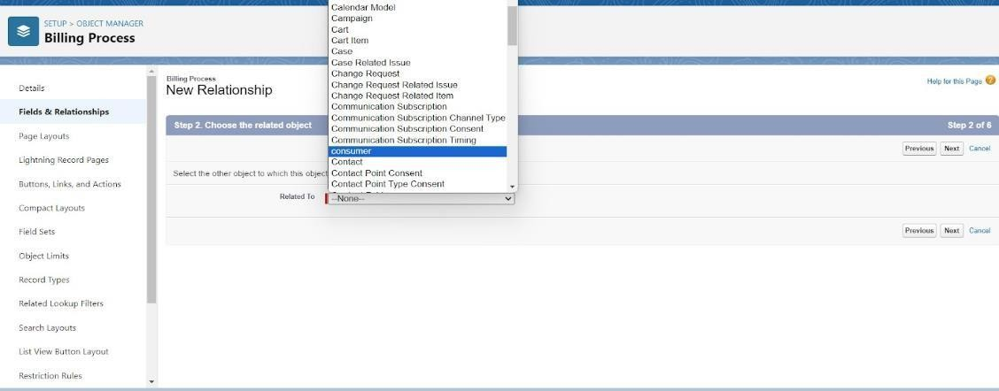 SETUP > OBJECT MANAGER
Billing Process
Calendar Model
Campaign
Cart
Cart Item
Case
Case Related Issue
Change Request
Change Request Related Issue
Change Request Related Item
Communication Subscription
Communication Subscription Channel Type
Communication Subscription Consent
Communication Subscription Timing
consumer
Contact
Contact Point Consent
Contact Point Type Consent
Details
Fields & Relationships
Page Layouts
Lightning Record Pages
Buttons, Links, and Actions
Compact Layouts
Field Sets
Object Limits
Record Types
Related Lookup Filters
Search Layouts
List View Button Layout
Restriction Rules
Billing Process
New Relationship
Help for this Page ?
Step 2. Choose the related object
Step 2 of 6
Previous Next Cancel
Select the other object to which this object
Related To --None--
Previous Next Cancel